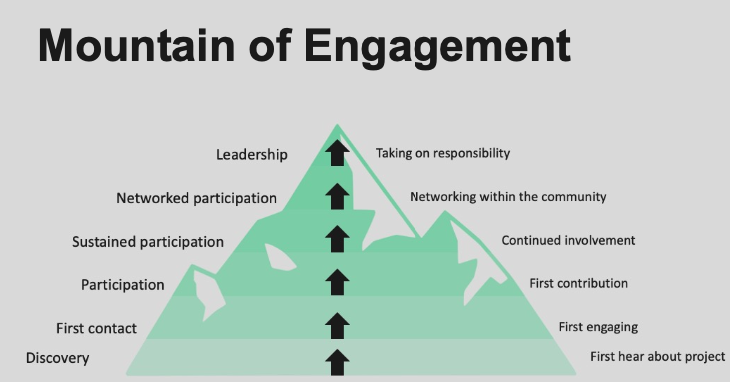 Mountain of Engagement
Leadership
Taking on responsibility
Networked participation
Networking within the community
Sustained participation
Continued involvement
Participation
First contribution
First contact
First engaging
Discovery
First hear about project